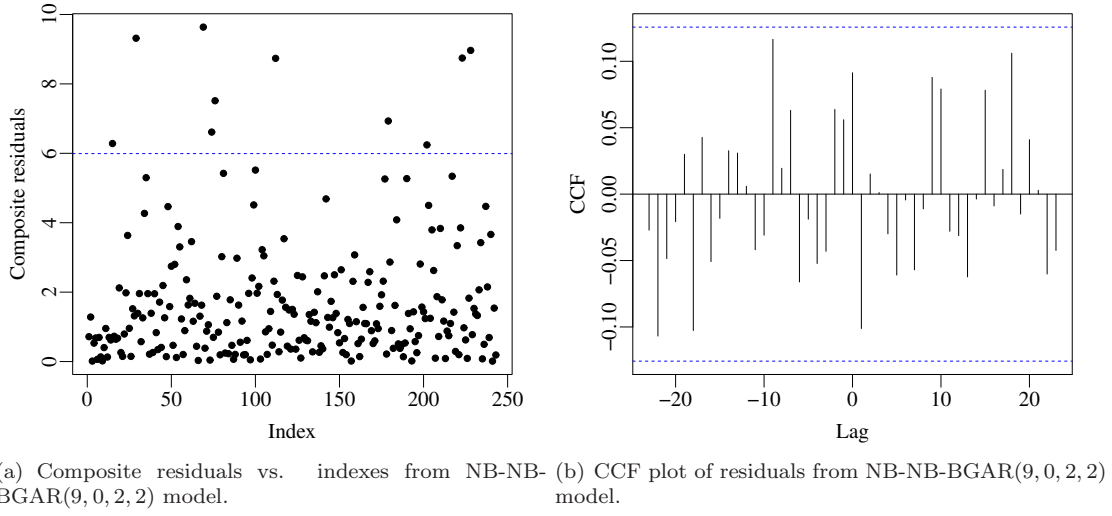 Composite residuals
0
2
4
6
8
10
0 50 100 150 200 250
Index
CCF
−0.10
−0.05
0.00
0.05
0.10
−20 −10 0 10 20
Lag
(a) Composite residuals vs. indexes from NB-NB-
BGAR(9, 0, 2, 2) model.
(b) CCF plot of residuals from NB-NB-BGAR(9, 0, 2, 2)
model.